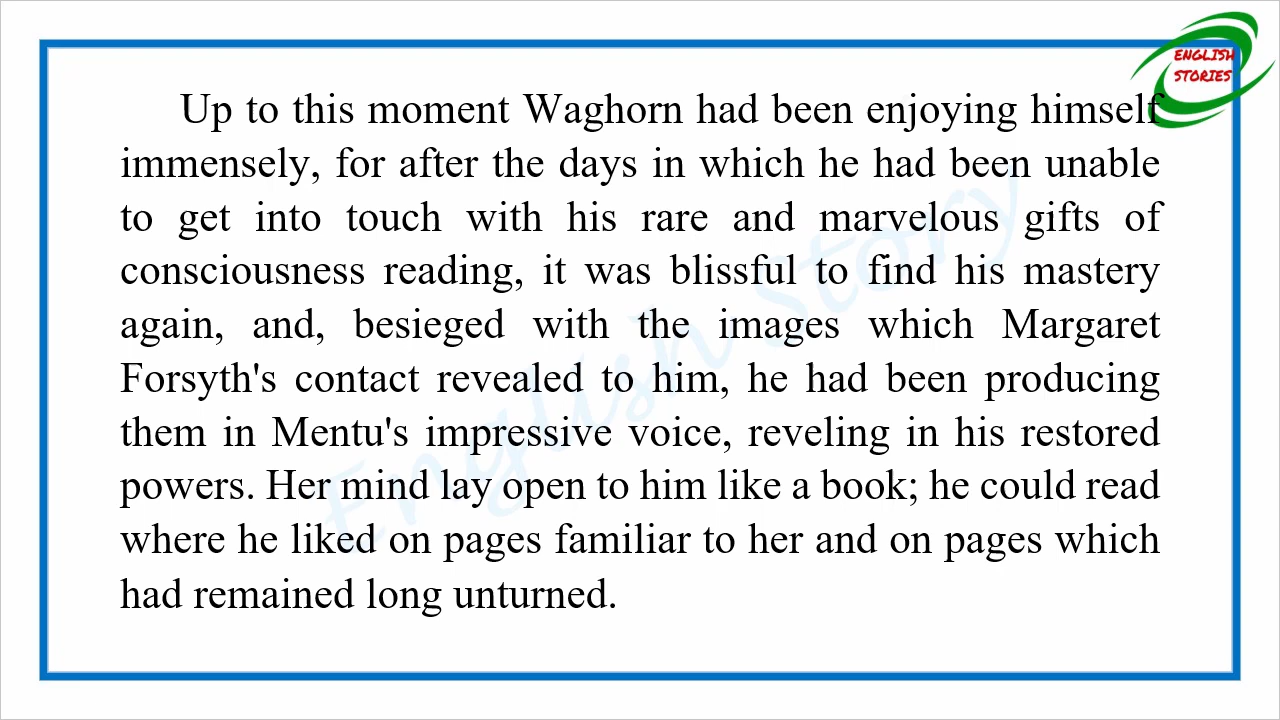 ENGLISH
STORIES
Up to this moment Waghorn had been enjoying himself
immensely, for after the days in which he had been unable
to get into touch with his rare and marvelous gifts of
consciousness reading, it was blissful to find his mastery
again, and, besieged with the images which Margaret
Forsyth's contact revealed to him, he had been producing
them in Mentu's impressive voice, reveling in his restored
powers. Her mind lay open to him like a book; he could read
where he liked on pages familiar to her and on pages which
had remained long unturned.
English Story